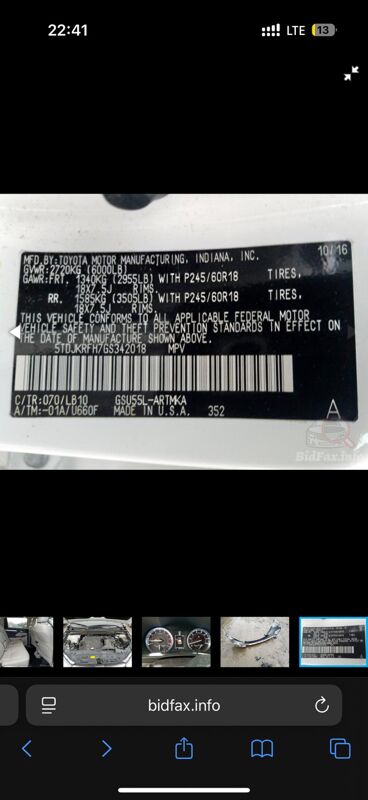 22:41
LTE 13
MFD.BY:TOYOTA MOTOR MANUFACTURING, INDIANA, INC. 10/16
GVWR:2720KG (6000LB)
GAWR:FRT. 1340KG (2955LB) WITH P245/60R18 TIRES,
18X7.5J RIMS.
RR. 1585KG (3505LB) WITH P245/60R18 TIRES,
18X7.5J RIMS.
THIS VEHICLE CONFORMS TO ALL APPLICABLE FEDERAL MOTOR
VEHICLE SAFETY AND THEFT PREVENTION STANDARDS IN EFFECT ON
THE DATE OF MANUFACTURE SHOWN ABOVE.
5TDJKRFH7GS342018 MPV
C/TR:070/LB10 GSU55L-ARTMKA
A/TM:-01A/U660F MADE IN U.S.A. 352
A
BidFax.info
bidfax.info